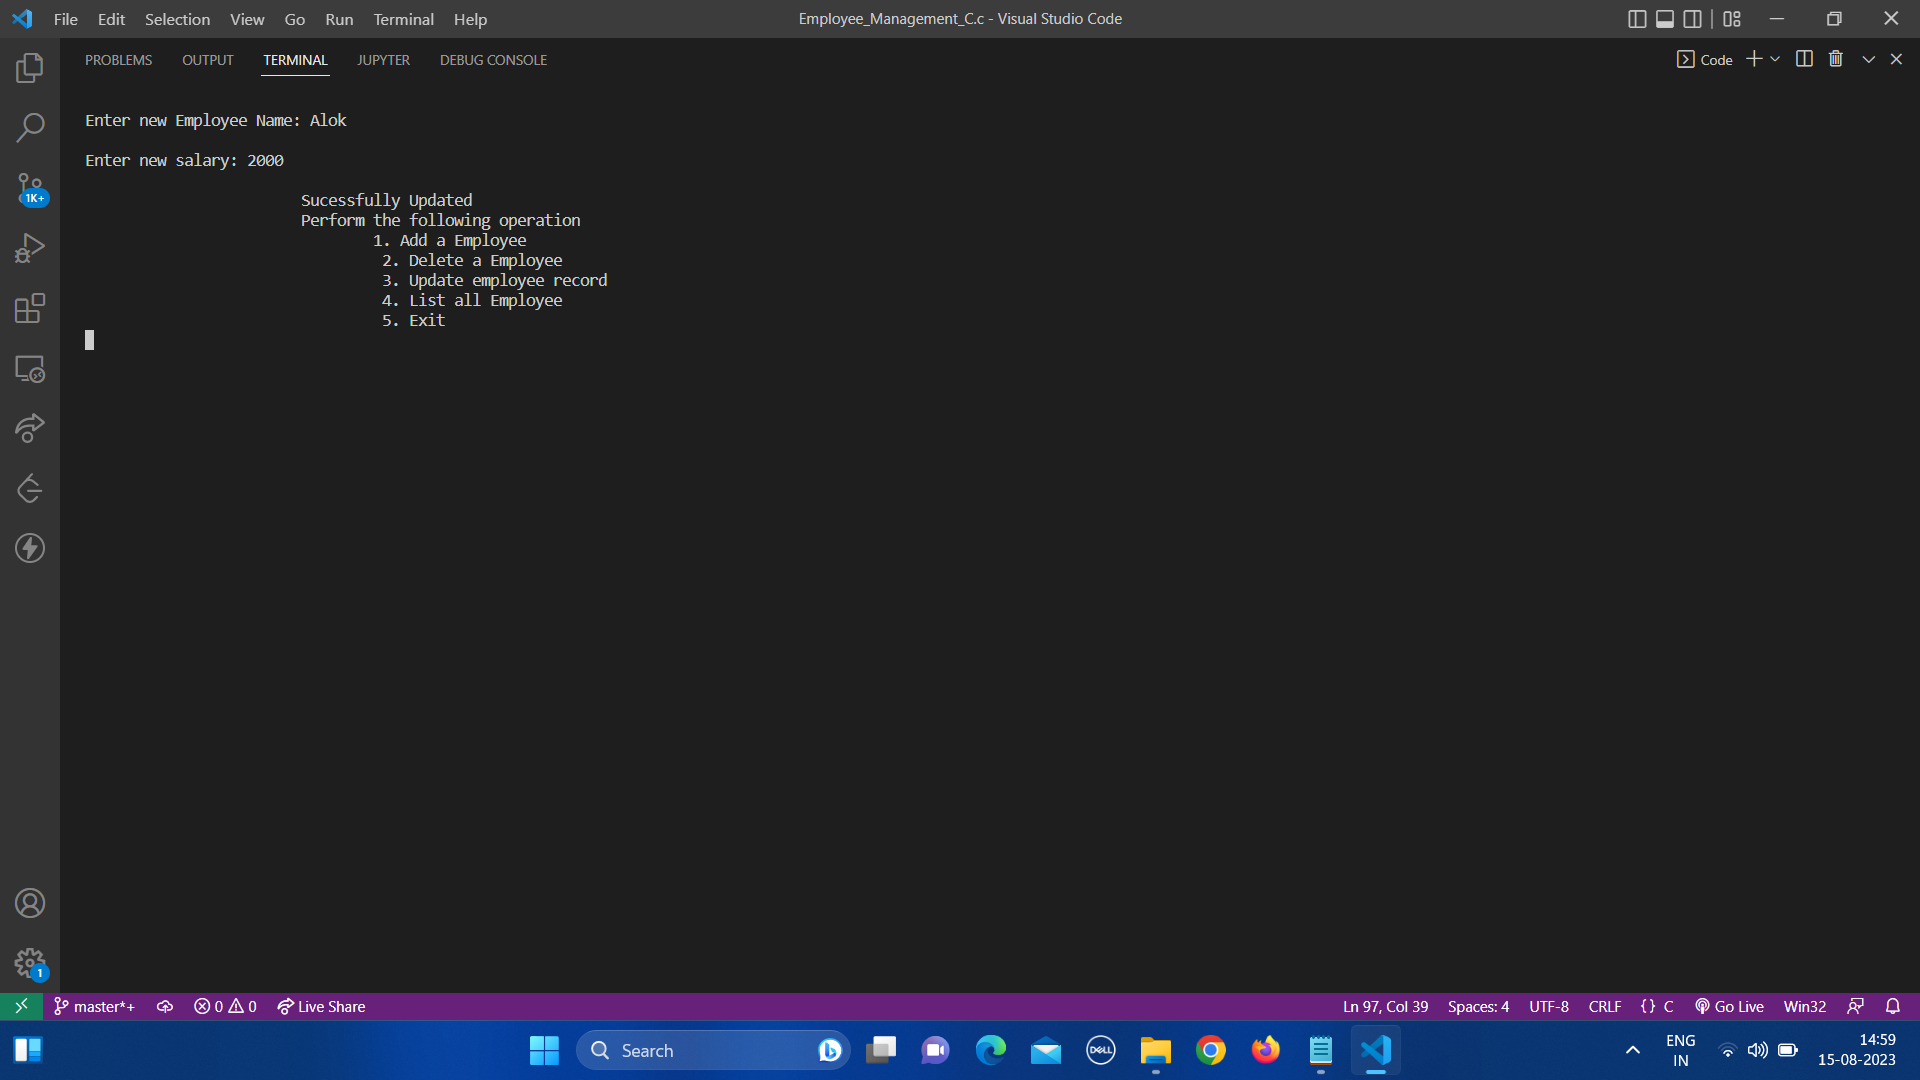 File Edit Selection View Go Run Terminal Help
Employee_Management_C.c - Visual Studio Code
PROBLEMS OUTPUT TERMINAL JUPYTER DEBUG CONSOLE
Code
Enter new Employee Name: Alok
Enter new salary: 2000
Sucessfully Updated
Perform the following operation
1. Add a Employee
2. Delete a Employee
3. Update employee record
4. List all Employee
5. Exit
1K+
1
master*+ 0 0 Live Share
Ln 97, Col 39 Spaces: 4 UTF-8 CRLF {} C Go Live Win32
Search
DELL
ENG
IN
14:59
15-08-2023